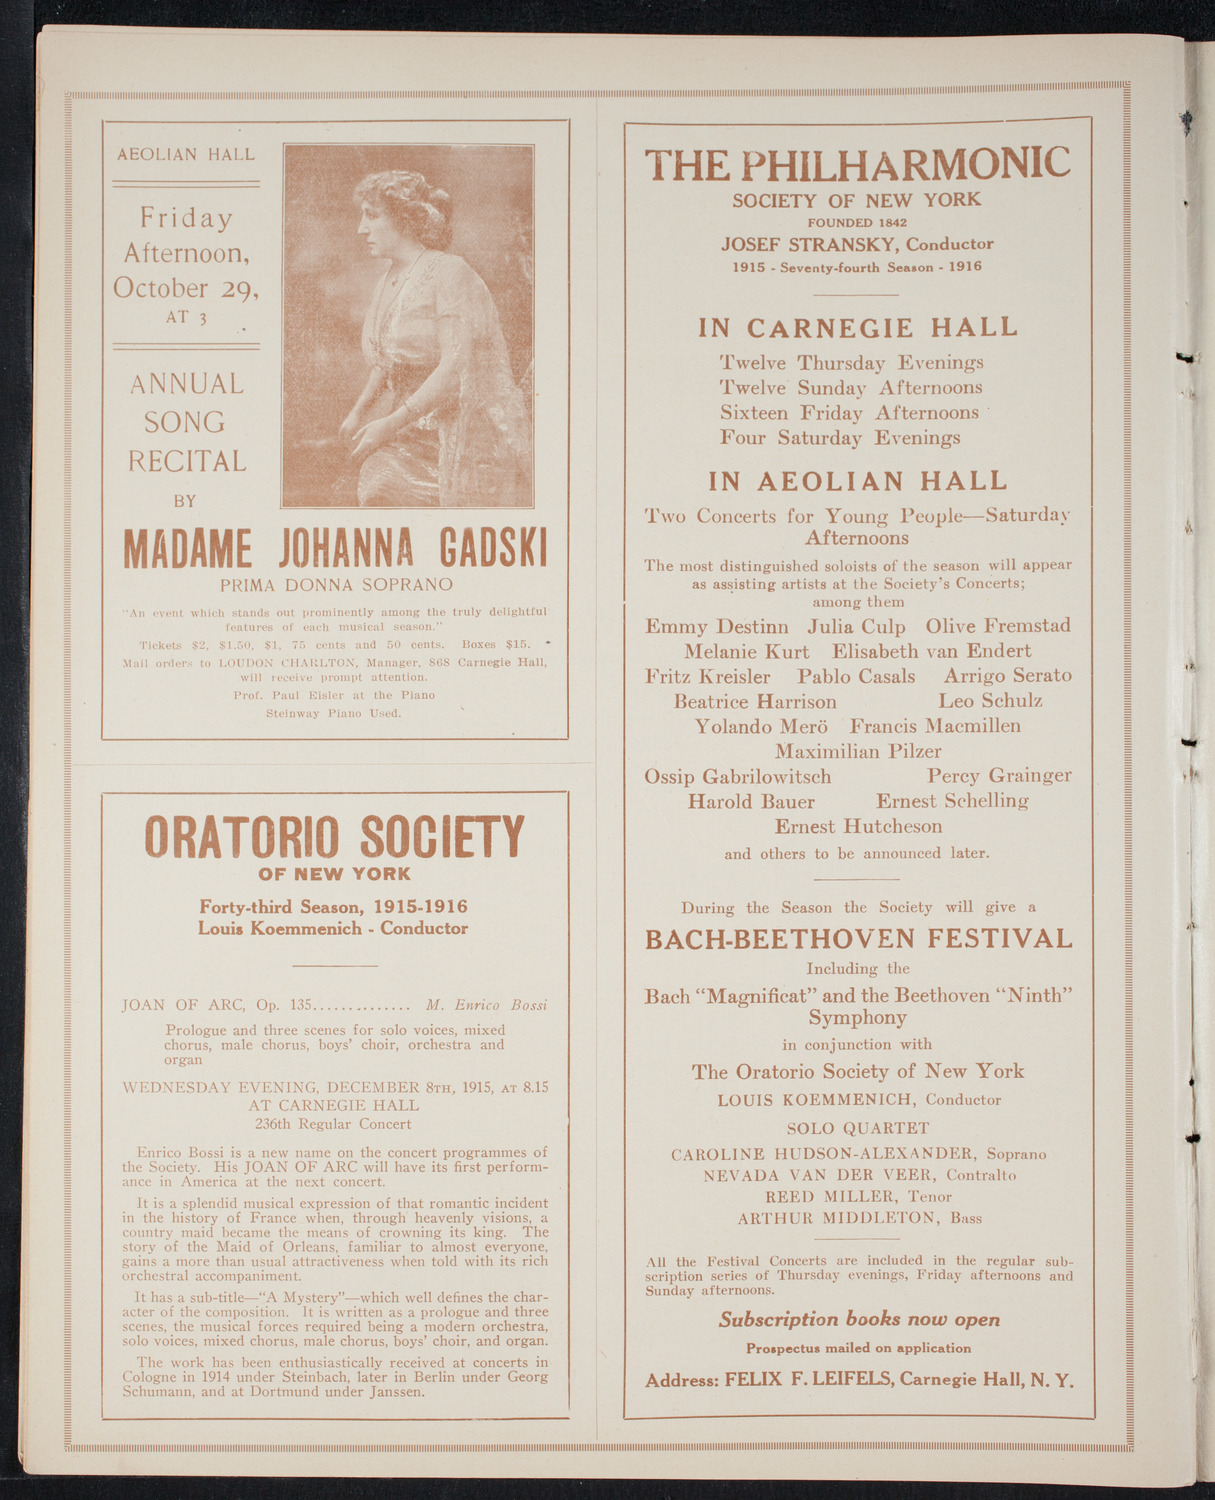 AEOLIAN HALL
Friday
Afternoon,
October 29,
AT 3
ANNUAL
SONG
RECITAL
BY
MADAME JOHANNA GADSKI
PRIMA DONNA SOPRANO
"An event which stands out prominently among the truly delightful
features of each musical season."
Tickets $2, $1.50, $1, 75 cents and 50 cents. Boxes $15.
Mail orders to LOUDON CHARLTON, Manager, 868 Carnegie Hall,
will receive prompt attention.
Prof. Paul Eisler at the Piano
Steinway Piano Used.
ORATORIO SOCIETY
OF NEW YORK
Forty-third Season, 1915-1916
Louis Koemmenich - Conductor
JOAN OF ARC, Op. 135.............. M. Enrico Bossi
Prologue and three scenes for solo voices, mixed
chorus, male chorus, boys' choir, orchestra and
organ
WEDNESDAY EVENING, DECEMBER 8TH, 1915, AT 8.15
AT CARNEGIE HALL
236th Regular Concert
Enrico Bossi is a new name on the concert programmes of
the Society. His JOAN OF ARC will have its first perform-
ance in America at the next concert.
It is a splendid musical expression of that romantic incident
in the history of France when, through heavenly visions, a
country maid became the means of crowning its king. The
story of the Maid of Orleans, familiar to almost everyone,
gains a more than usual attractiveness when told with its rich
orchestral accompaniment.
It has a sub-title—"A Mystery"—which well defines the char-
acter of the composition. It is written as a prologue and three
scenes, the musical forces required being a modern orchestra,
solo voices, mixed chorus, male chorus, boys' choir, and organ.
The work has been enthusiastically received at concerts in
Cologne in 1914 under Steinbach, later in Berlin under Georg
Schumann, and at Dortmund under Janssen.
THE PHILHARMONIC
SOCIETY OF NEW YORK
FOUNDED 1842
JOSEF STRANSKY, Conductor
1915 - Seventy-fourth Season - 1916
IN CARNEGIE HALL
Twelve Thursday Evenings
Twelve Sunday Afternoons
Sixteen Friday Afternoons
Four Saturday Evenings
IN AEOLIAN HALL
Two Concerts for Young People—Saturday
Afternoons
The most distinguished soloists of the season will appear
as assisting artists at the Society's Concerts;
among them
Emmy Destinn Julia Culp Olive Fremstad
Melanie Kurt Elisabeth van Endert
Fritz Kreisler Pablo Casals Arrigo Serato
Beatrice Harrison Leo Schulz
Yolando Merö Francis Macmillen
Maximilian Pilzer
Ossip Gabrilowitsch Percy Grainger
Harold Bauer Ernest Schelling
Ernest Hutcheson
and others to be announced later.
During the Season the Society will give a
BACH-BEETHOVEN FESTIVAL
Including the
Bach "Magnificat" and the Beethoven "Ninth"
Symphony
in conjunction with
The Oratorio Society of New York
LOUIS KOEMMENICH, Conductor
SOLO QUARTET
CAROLINE HUDSON-ALEXANDER, Soprano
NEVADA VAN DER VEER, Contralto
REED MILLER, Tenor
ARTHUR MIDDLETON, Bass
All the Festival Concerts are included in the regular sub-
scription series of Thursday evenings, Friday afternoons and
Sunday afternoons.
Subscription books now open
Prospectus mailed on application
Address: FELIX F. LEIFELS, Carnegie Hall, N. Y.